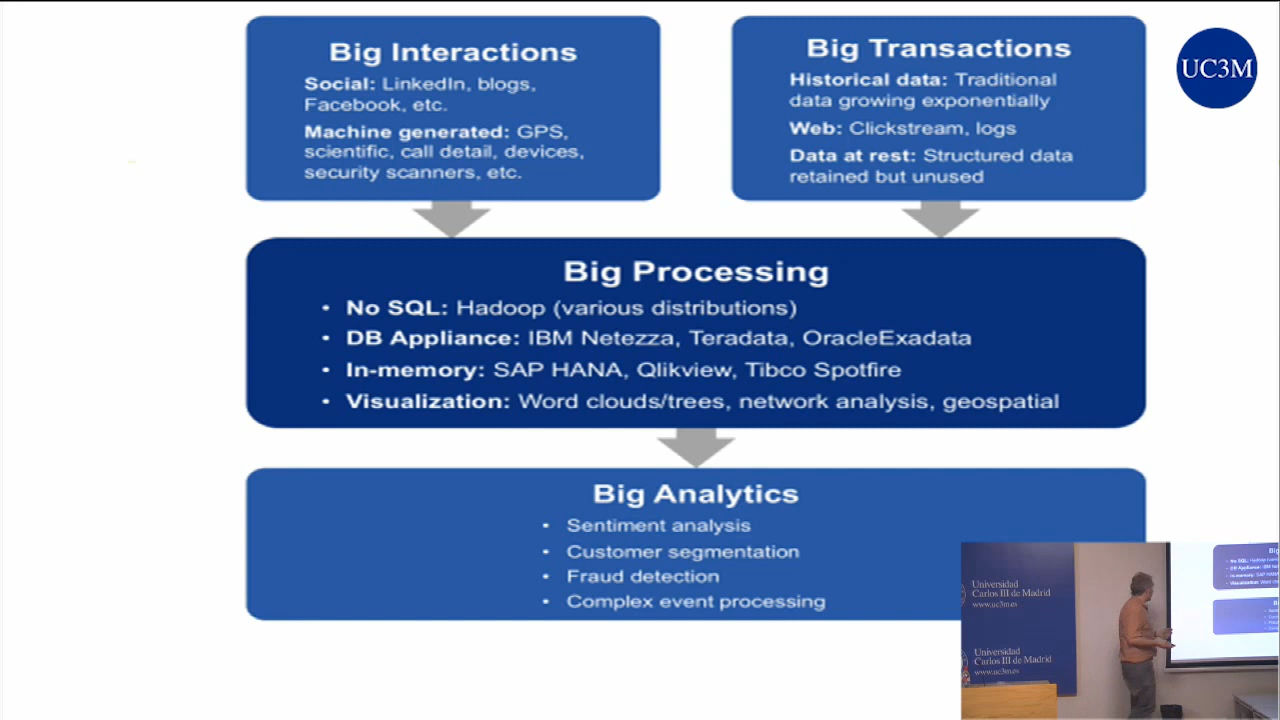 Big Interactions
Social: LinkedIn, blogs,
Facebook, etc.
Machine generated: GPS,
scientific, call detail, devices,
security scanners, etc.
Big Transactions
Historical data: Traditional
data growing exponentially
Web: Clickstream, logs
Data at rest: Structured data
retained but unused
UC3M
Big Processing
• No SQL: Hadoop (various distributions)
• DB Appliance: IBM Netezza, Teradata, OracleExadata
• In-memory: SAP HANA, Qlikview, Tibco Spotfire
• Visualization: Word clouds/trees, network analysis, geospatial
Big Analytics
• Sentiment analysis
• Customer segmentation
• Fraud detection
• Complex event processing
Universidad
Carlos III de Madrid
www.uc3m.es
Universidad
Carlos III de Madrid
www.uc3m.es